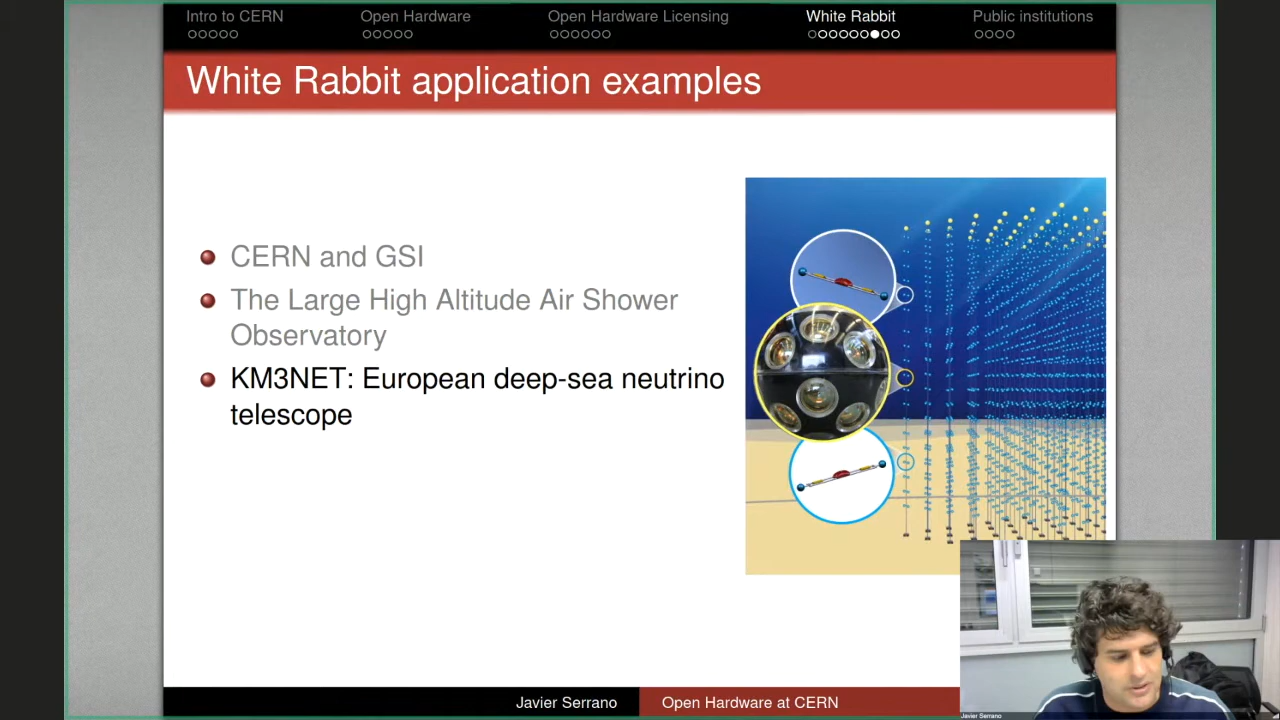 Intro to CERN
Open Hardware
Open Hardware Licensing
White Rabbit
Public institutions
White Rabbit application examples
CERN and GSI
The Large High Altitude Air Shower
Observatory
KM3NET: European deep-sea neutrino
telescope
Javier Serrano
Open Hardware at CERN
Javier Serrano